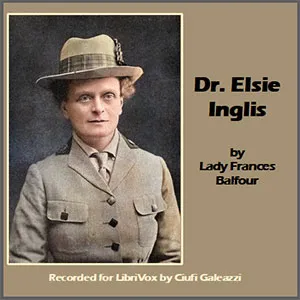 Dr. Elsie
Inglis
by
Lady Frances
Balfour
Recorded for LibriVox by Ciufi Galeazzi